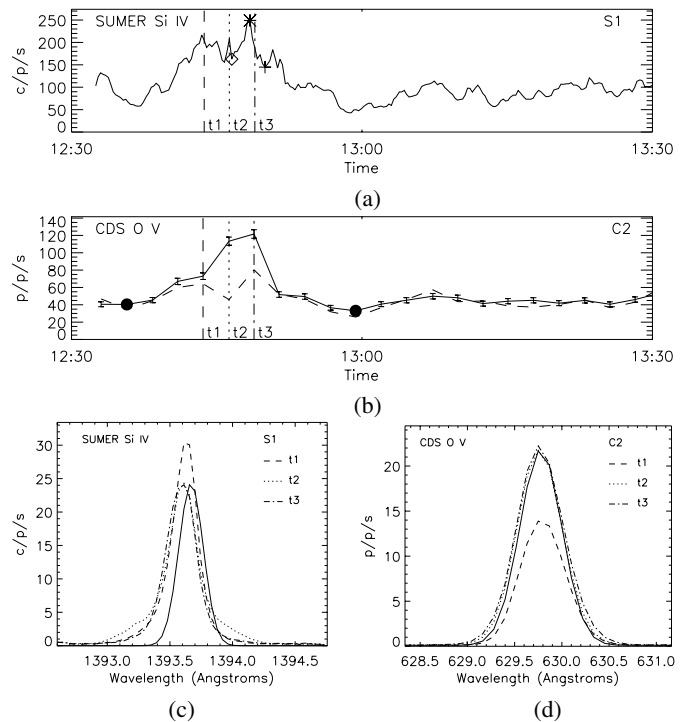 SUMER Si IV S1
250
200
150
100
50
0
c/p/s
t1 t2 t3
12:30 13:00 13:30
Time
(a)
CDS O V C2
140
120
100
80
60
40
20
0
p/p/s
t1 t2 t3
12:30 13:00 13:30
Time
(b)
SUMER Si IV S1
t1
t2
t3
30
25
20
15
10
5
0
c/p/s
1393.0 1393.5 1394.0 1394.5
Wavelength (Angstroms)
(c)
CDS O V C2
t1
t2
t3
20
15
10
5
0
p/p/s
628.5 629.0 629.5 630.0 630.5 631.0
Wavelength (Angstroms)
(d)